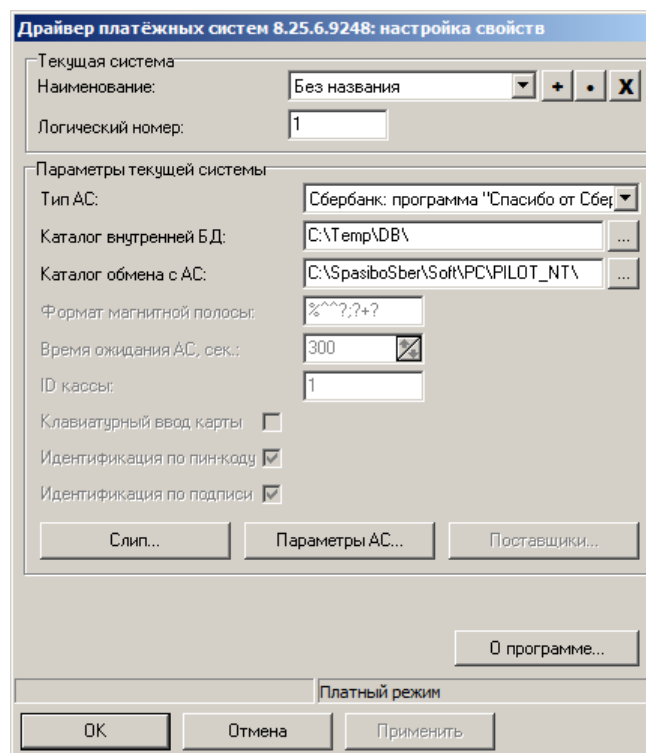 Драйвер платёжных систем 8.25.6.9248: настройка свойств
Текущая система
Наименование: Без названия + • X
Логический номер: 1
Параметры текущей системы
Тип АС: Сбербанк: программа "Спасибо от Сбер
Каталог внутренней БД: C:\Temp\DB\ ...
Каталог обмена с АС: C:\SpasiboSber\Soft\PC\PILOT_NT\ ...
Формат магнитной полосы: %^^?;?+?
Время ожидания АС, сек.: 300
ID кассы: 1
Клавиатурный ввод карты
Идентификация по пин-коду
Идентификация по подписи
Слип... Параметры АС... Поставщики...
О программе...
Платный режим
OK Отмена Применить